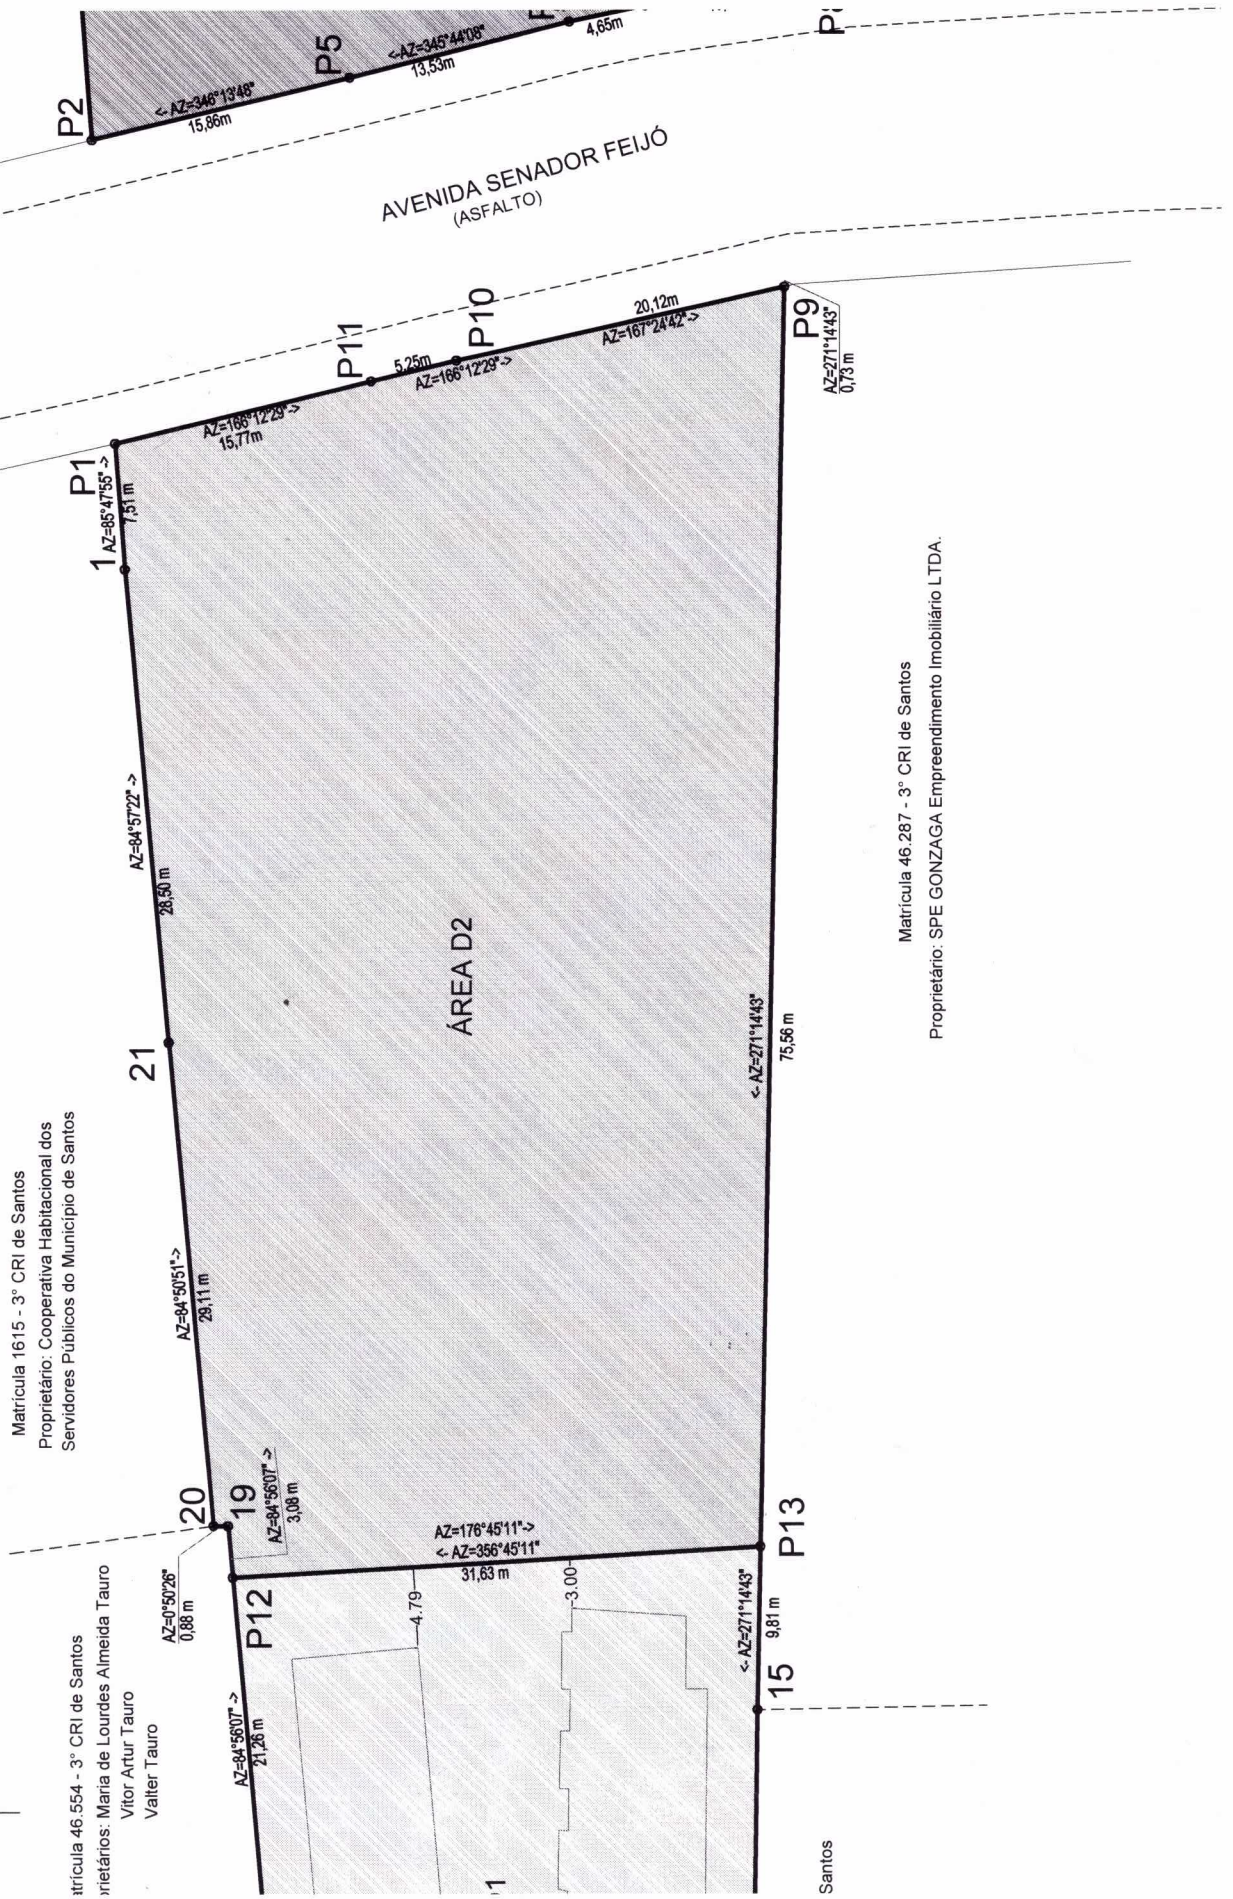 P2
<-AZ=346°13'48"
15,86m
P5
<-AZ=345°44'08"
13,53m
4,65m
AVENIDA SENADOR FEIJÓ
(ASFALTO)
P1
AZ=166°12'29"->
15,77m
P11
5,25m
AZ=166°12'29"->
P10
20,12m
AZ=167°24'42"->
P9
AZ=271°14'43"
0,73 m
AZ=85°47'55" ->
7,51 m
1
AZ=84°57'22" ->
28,50 m
21
AZ=84°50'51"->
29,11 m
20
19
AZ=84°56'07" ->
3,08 m
AZ=0°50'26"
0,88 m
P12
AZ=84°56'07" ->
21,26 m
AZ=176°45'11"->
<- AZ=356°45'11"
31,63 m
4.79
3.00
ÁREA D2
<- AZ=271°14'43"
75,56 m
P13
<- AZ=271°14'43"
9,81 m
15
Matrícula 1615 - 3° CRI de Santos
Proprietário: Cooperativa Habitacional dos
Servidores Públicos do Município de Santos
atrícula 46.554 - 3° CRI de Santos
rietários: Maria de Lourdes Almeida Tauro
Vitor Artur Tauro
Valter Tauro
Matrícula 46.287 - 3° CRI de Santos
Proprietário: SPE GONZAGA Empreendimento Imobiliário LTDA.
Santos